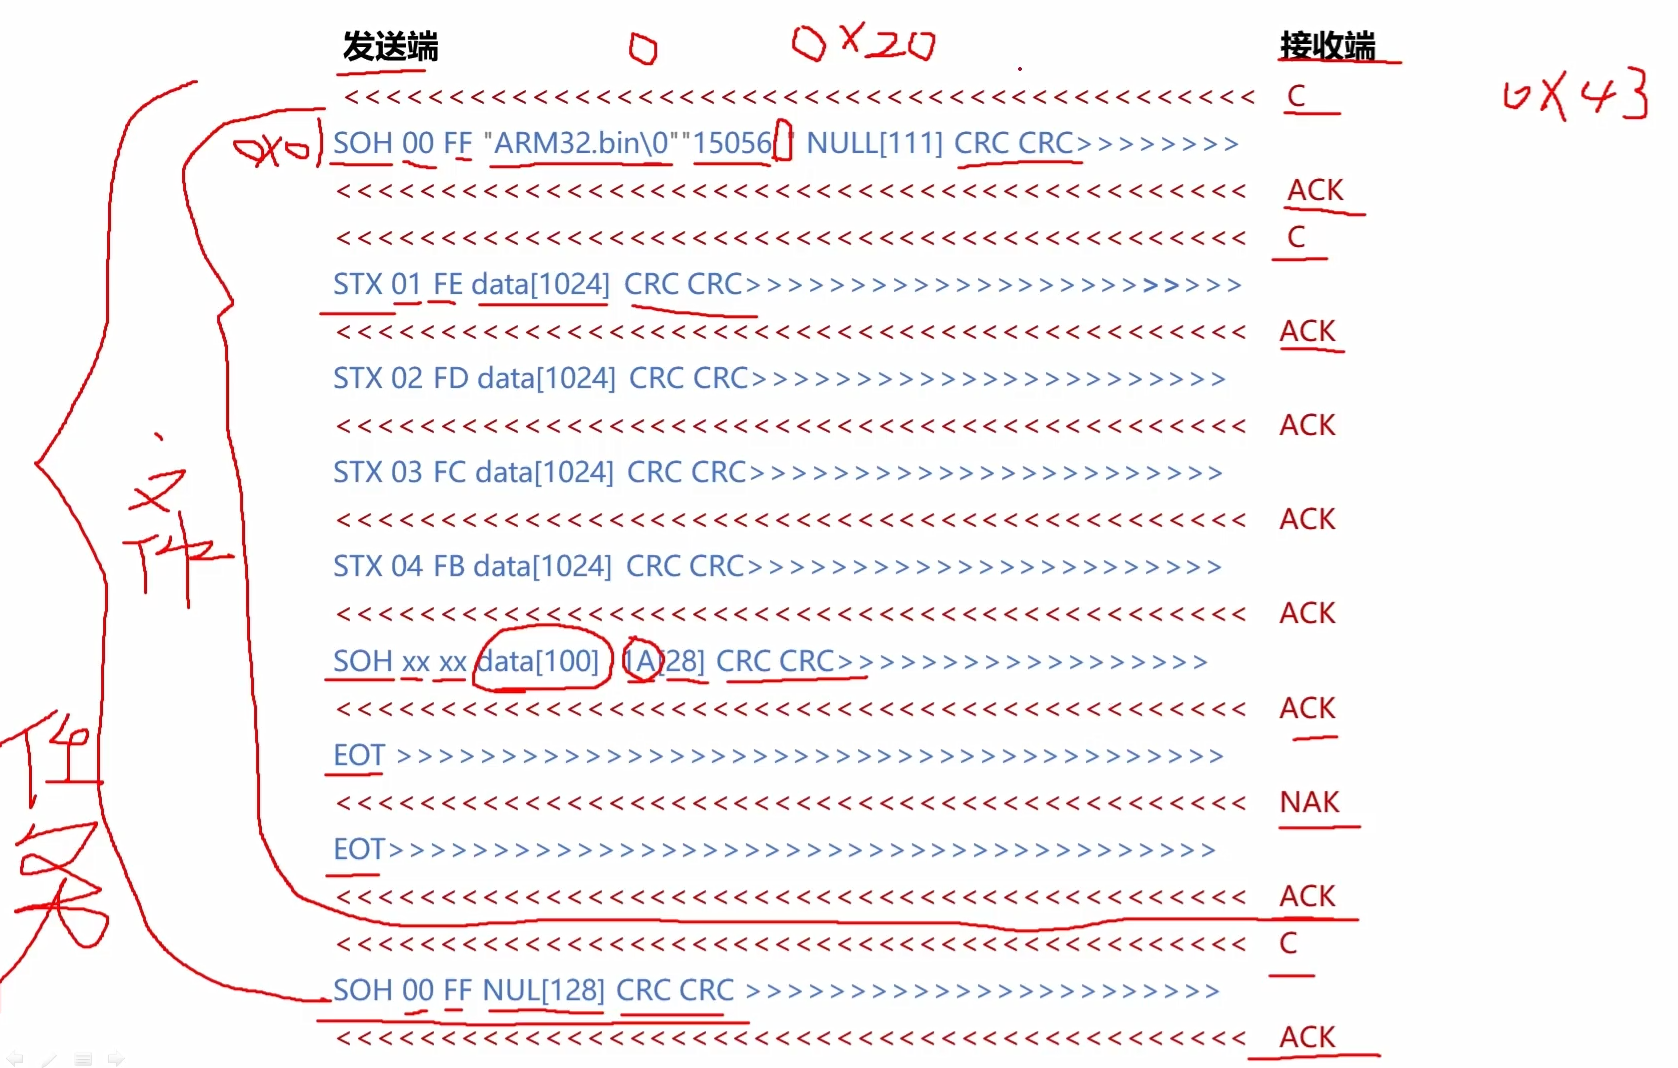 发送端 0 0X20 接收端
<<<<<<<<<<<<<<<<<<<<<<<<<<<<<<<<<<<<<<<<<<< C 0X43
0X01 SOH 00 FF "ARM32.bin\0""15056 " NULL[111] CRC CRC>>>>>>>>
<<<<<<<<<<<<<<<<<<<<<<<<<<<<<<<<<<<<<<<<<<< ACK
<<<<<<<<<<<<<<<<<<<<<<<<<<<<<<<<<<<<<<<<<<< C
STX 01 FE data[1024] CRC CRC>>>>>>>>>>>>>>>>>>>>>>>>
<<<<<<<<<<<<<<<<<<<<<<<<<<<<<<<<<<<<<<<<<<< ACK
STX 02 FD data[1024] CRC CRC>>>>>>>>>>>>>>>>>>>>>>>
<<<<<<<<<<<<<<<<<<<<<<<<<<<<<<<<<<<<<<<<<<< ACK
STX 03 FC data[1024] CRC CRC>>>>>>>>>>>>>>>>>>>>>>>
<<<<<<<<<<<<<<<<<<<<<<<<<<<<<<<<<<<<<<<<<<< ACK
文件
STX 04 FB data[1024] CRC CRC>>>>>>>>>>>>>>>>>>>>>>>
<<<<<<<<<<<<<<<<<<<<<<<<<<<<<<<<<<<<<<<<<<< ACK
SOH xx xx data[100] 1A[28] CRC CRC>>>>>>>>>>>>>>>>>>
<<<<<<<<<<<<<<<<<<<<<<<<<<<<<<<<<<<<<<<<<<< ACK
EOT >>>>>>>>>>>>>>>>>>>>>>>>>>>>>>>>>>>>>>>>
<<<<<<<<<<<<<<<<<<<<<<<<<<<<<<<<<<<<<<<<<<< NAK
任务
EOT>>>>>>>>>>>>>>>>>>>>>>>>>>>>>>>>>>>>>>>>
<<<<<<<<<<<<<<<<<<<<<<<<<<<<<<<<<<<<<<<<<<< ACK
<<<<<<<<<<<<<<<<<<<<<<<<<<<<<<<<<<<<<<<<<<< C
SOH 00 FF NUL[128] CRC CRC >>>>>>>>>>>>>>>>>>>>>>>
<<<<<<<<<<<<<<<<<<<<<<<<<<<<<<<<<<<<<<<<<<< ACK